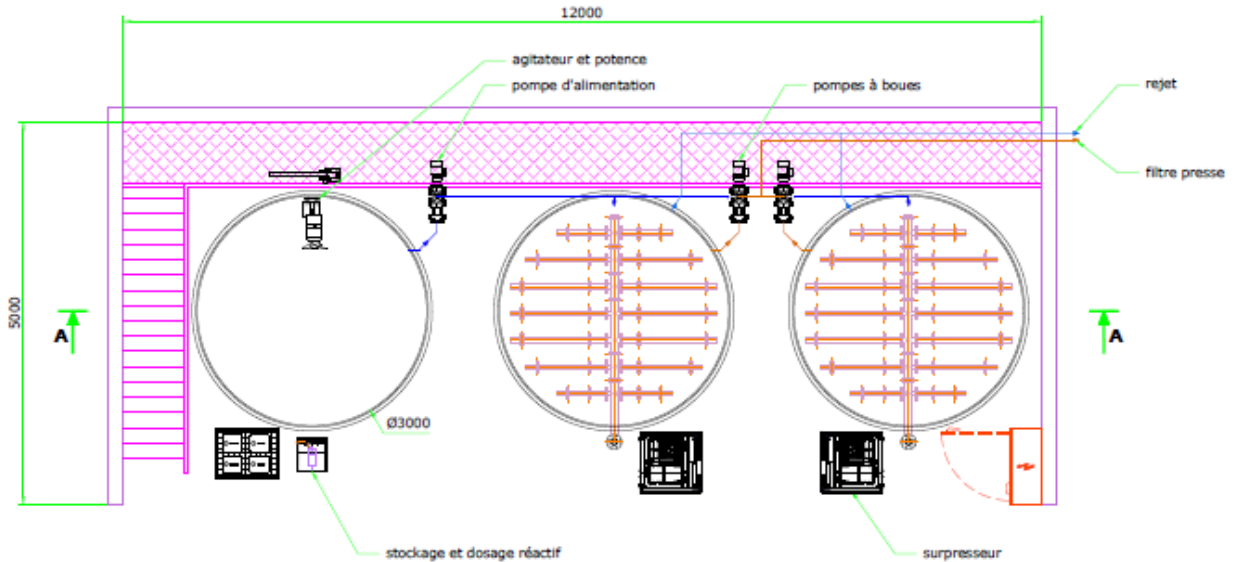 12000
agitateur et potence
pompe d'alimentation
pompes à boues
rejet
filtre presse
5000
A
A
Ø3000
stockage et dosage réactif
surpresseur